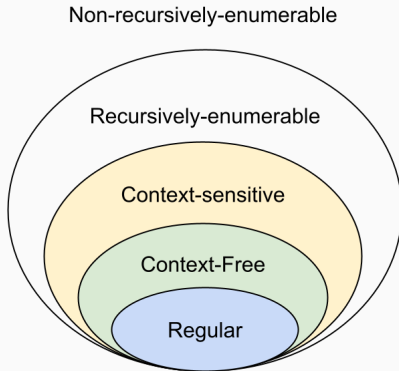 Non-recursively-enumerable
Recursively-enumerable
Context-sensitive
Context-Free
Regular